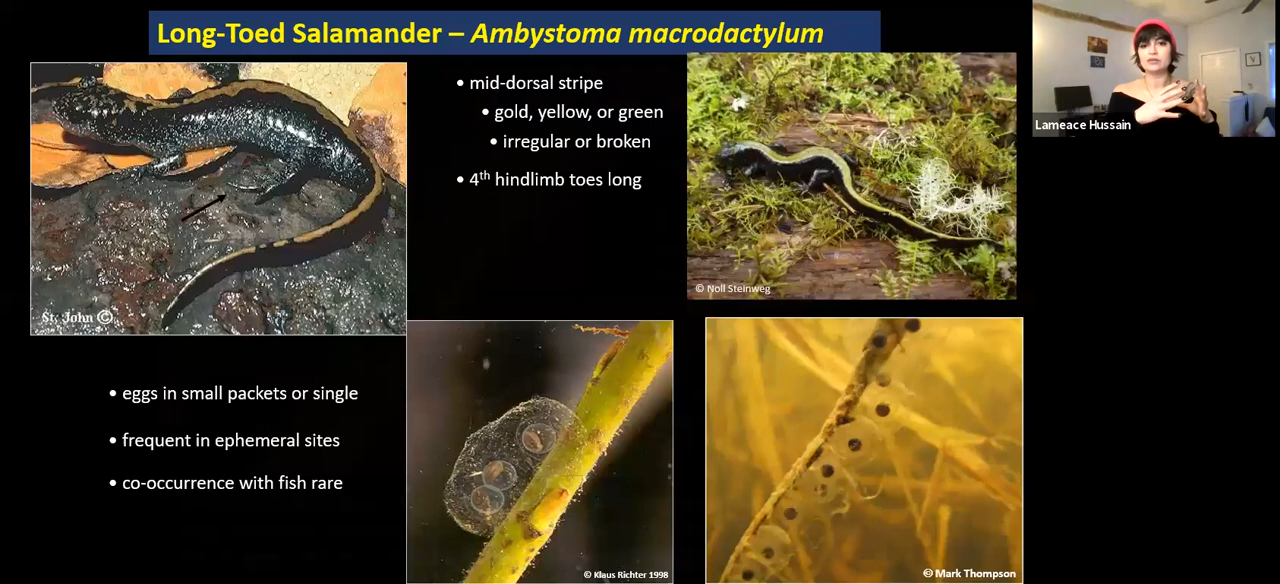 Long-Toed Salamander – Ambystoma macrodactylum
• mid-dorsal stripe
• gold, yellow, or green
• irregular or broken
• 4th hindlimb toes long
Lameace Hussain
© Noll Steinweg
St. John ©
• eggs in small packets or single
• frequent in ephemeral sites
• co-occurrence with fish rare
© Klaus Richter 1998
© Mark Thompson